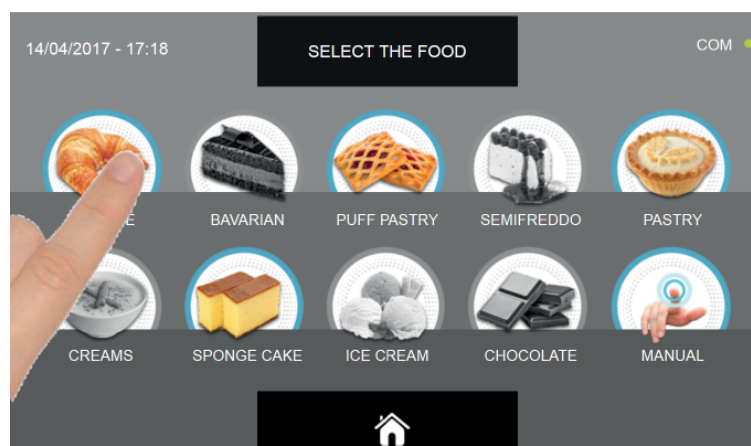 14/04/2017 - 17:18
SELECT THE FOOD
COM
BAVARIAN
PUFF PASTRY
SEMIFREDDO
PASTRY
CREAMS
SPONGE CAKE
ICE CREAM
CHOCOLATE
MANUAL